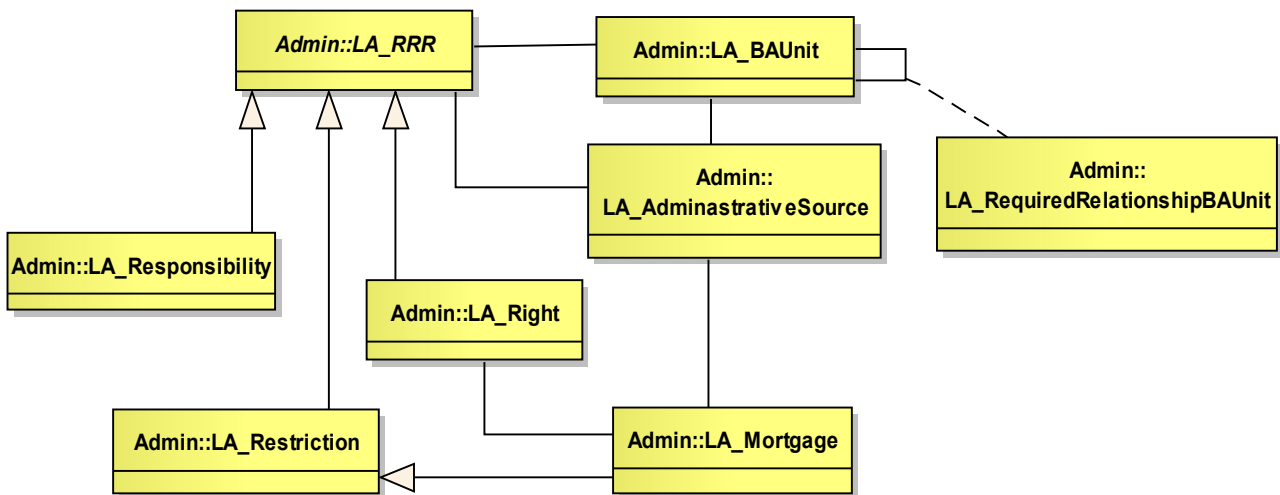 Admin::LA_RRR
Admin::LA_BAUnit
Admin::
LA_AdminastrativeSource
Admin::
LA_RequiredRelationshipBAUnit
Admin::LA_Responsibility
Admin::LA_Right
Admin::LA_Restriction
Admin::LA_Mortgage